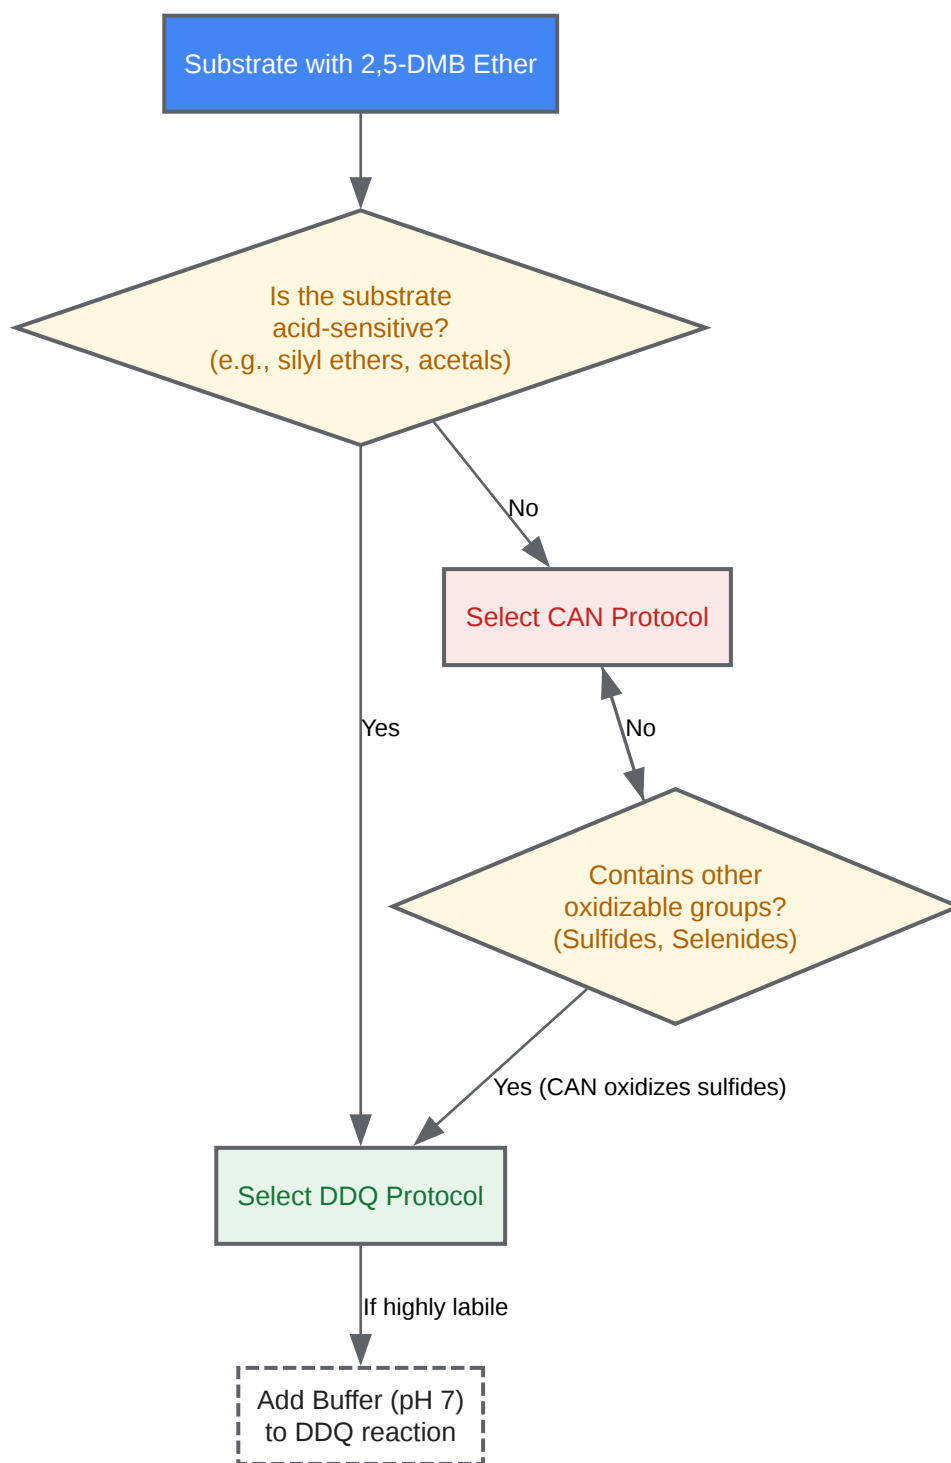 Substrate with 2,5-DMB Ether
Is the substrate
acid-sensitive?
(e.g., silyl ethers, acetals)
No
Select CAN Protocol
Yes
No
Contains other
oxidizable groups?
(Sulfides, Selenides)
Yes (CAN oxidizes sulfides)
Select DDQ Protocol
If highly labile
Add Buffer (pH 7)
to DDQ reaction